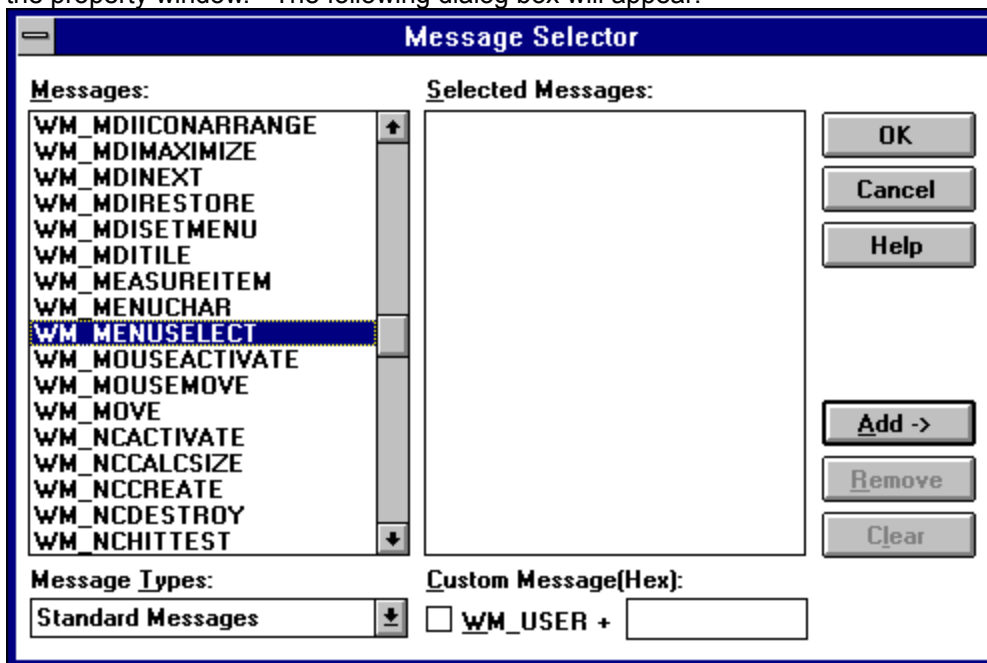 the property window. The following dialog box will appear:
Message Selector
Messages:
WM_MDIICONARRANGE
WM_MDIMAXIMIZE
WM_MDINEXT
WM_MDIRESTORE
WM_MDISETMENU
WM_MDITILE
WM_MEASUREITEM
WM_MENUCHAR
WM_MENUSELECT
WM_MOUSEACTIVATE
WM_MOUSEMOVE
WM_MOVE
WM_NCACTIVATE
WM_NCCALCSIZE
WM_NCCREATE
WM_NCDESTROY
WM_NCHITTEST
Selected Messages:
OK
Cancel
Help
Add ->
Remove
Clear
Message Types:
Standard Messages
Custom Message(Hex):
WM_USER +